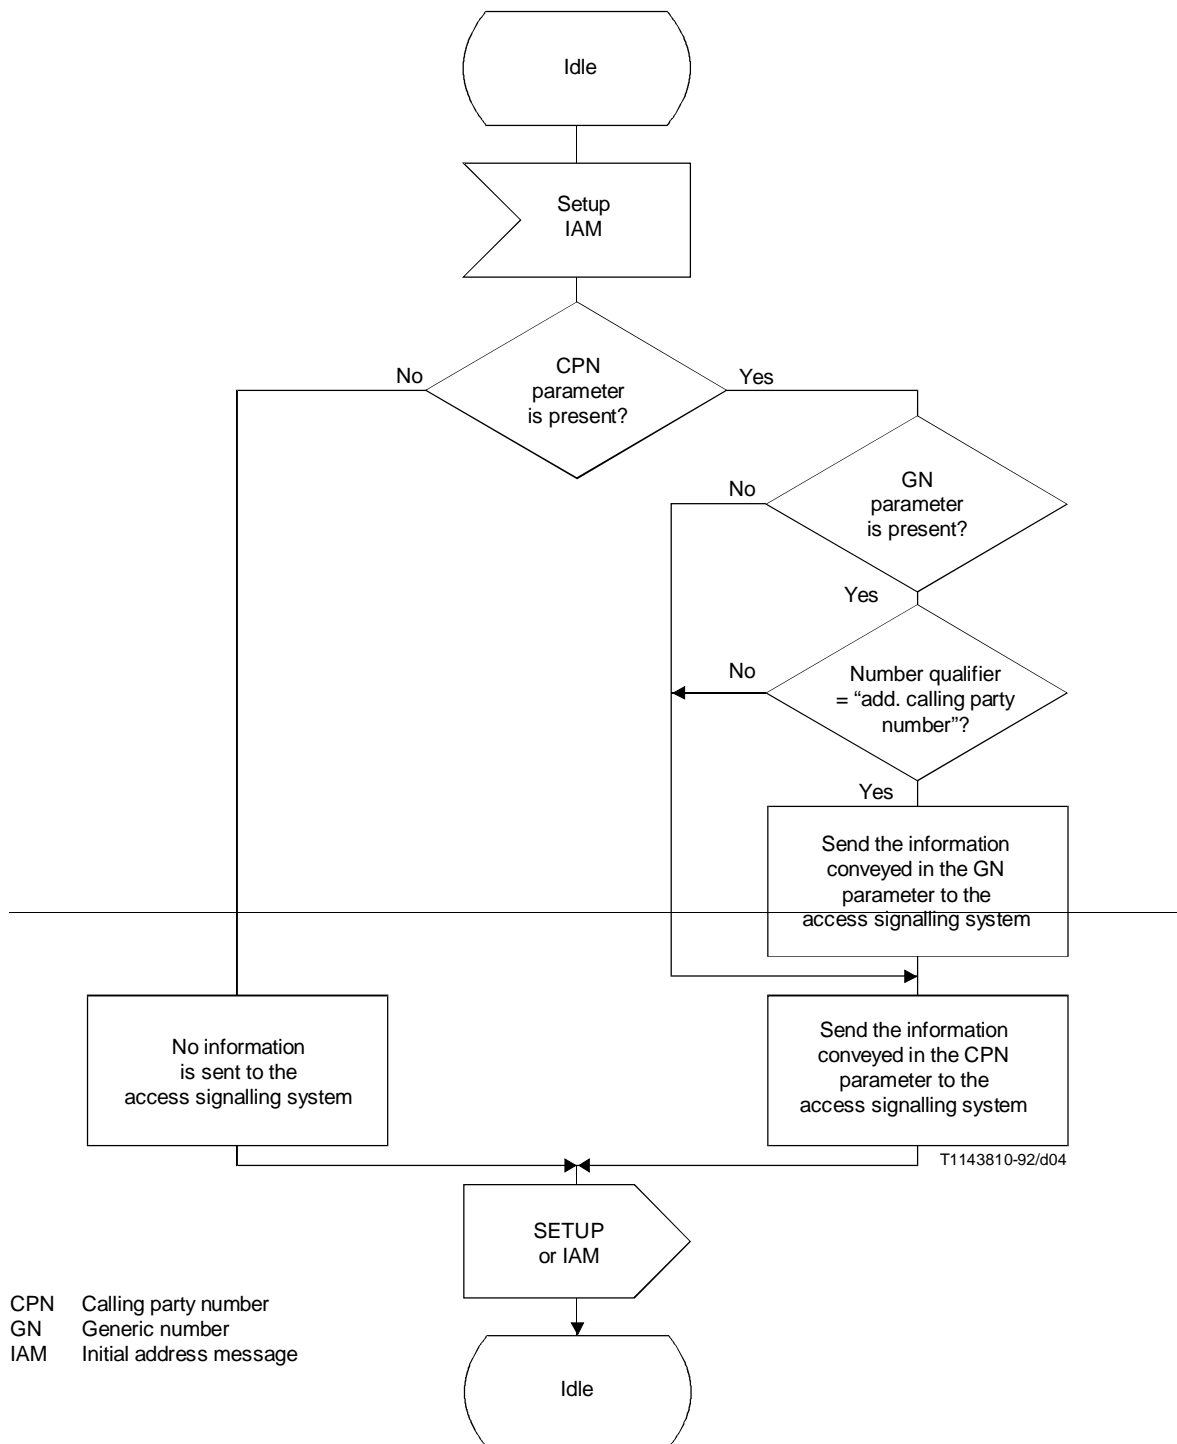 Idle
Setup
IAM
No
CPN
parameter
is present?
Yes
No
GN
parameter
is present?
Yes
No
Number qualifier
= “add. calling party
number”?
Yes
Send the information
conveyed in the GN
parameter to the
access signalling system
No information
is sent to the
access signalling system
Send the information
conveyed in the CPN
parameter to the
access signalling system
T1143810-92/d04
SETUP
or IAM
CPN Calling party number
GN Generic number
IAM Initial address message
Idle